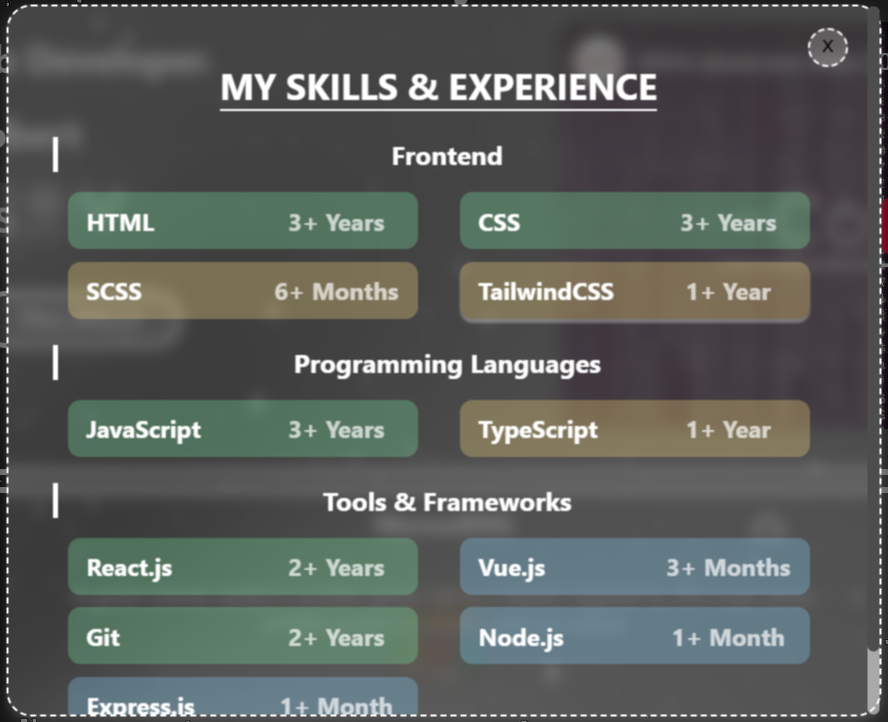 X
MY SKILLS & EXPERIENCE
Frontend
HTML 3+ Years
CSS 3+ Years
SCSS 6+ Months
TailwindCSS 1+ Year
Programming Languages
JavaScript 3+ Years
TypeScript 1+ Year
Tools & Frameworks
React.js 2+ Years
Vue.js 3+ Months
Git 2+ Years
Node.js 1+ Month
Express.js 1+ Month